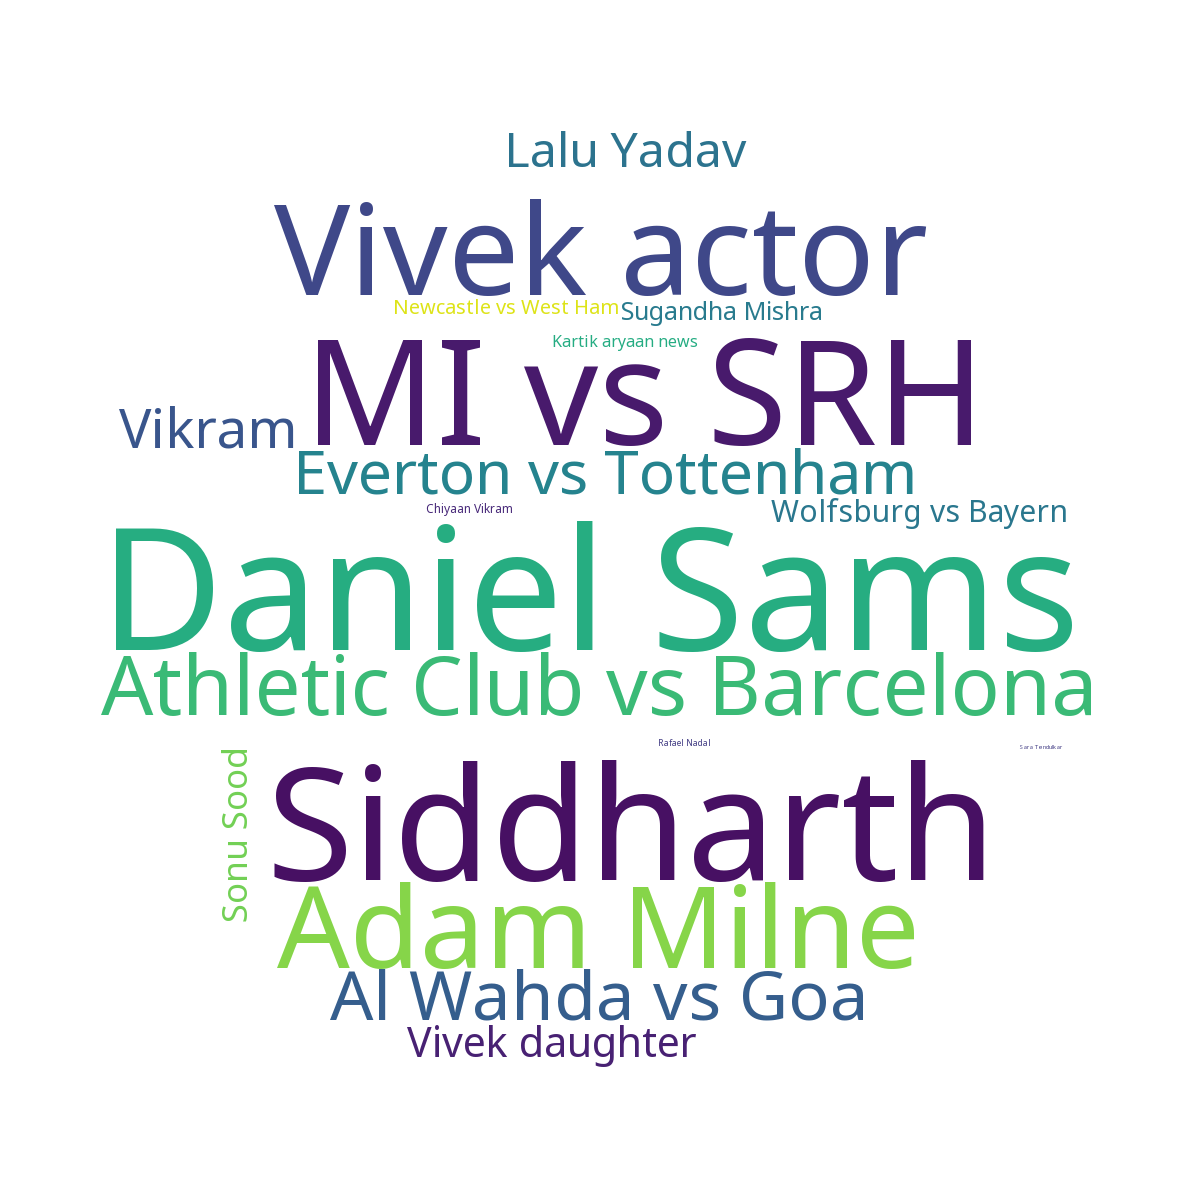 Lalu Yadav
Vivek actor
Newcastle vs West Ham
Sugandha Mishra
Kartik aryaan news
MI vs SRH
Vikram
Everton vs Tottenham
Chiyaan Vikram
Wolfsburg vs Bayern
Daniel Sams
Athletic Club vs Barcelona
Rafael Nadal
Sara Tendulkar
Sonu Sood
Siddharth
Adam Milne
Al Wahda vs Goa
Vivek daughter